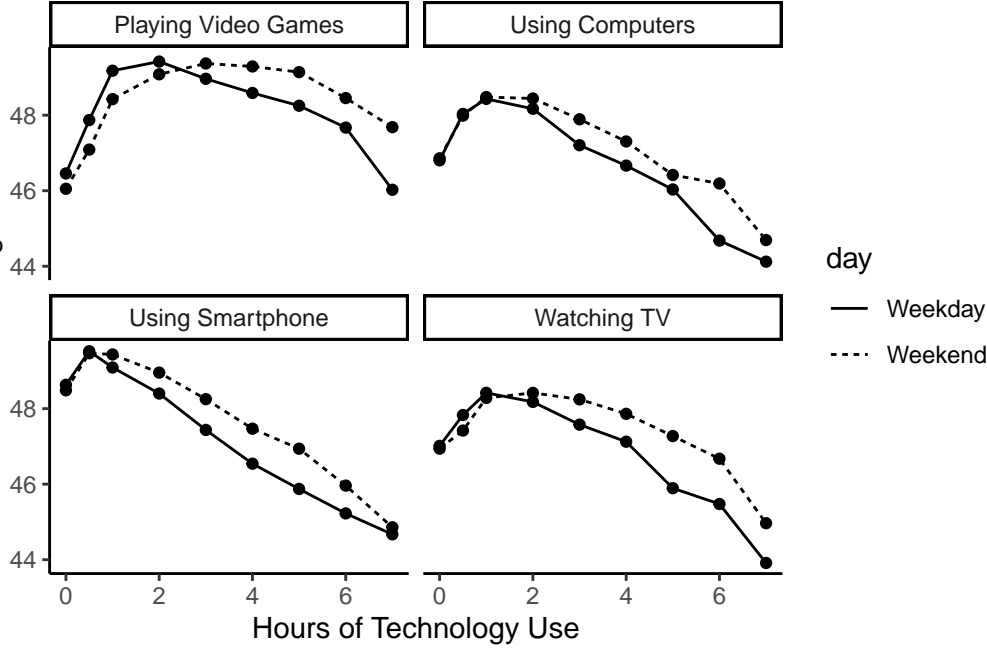 Playing Video Games
Using Computers
48
46
44
Using Smartphone
Watching TV
48
46
44
0 2 4 6
0 2 4 6
Hours of Technology Use
day
Weekday
Weekend